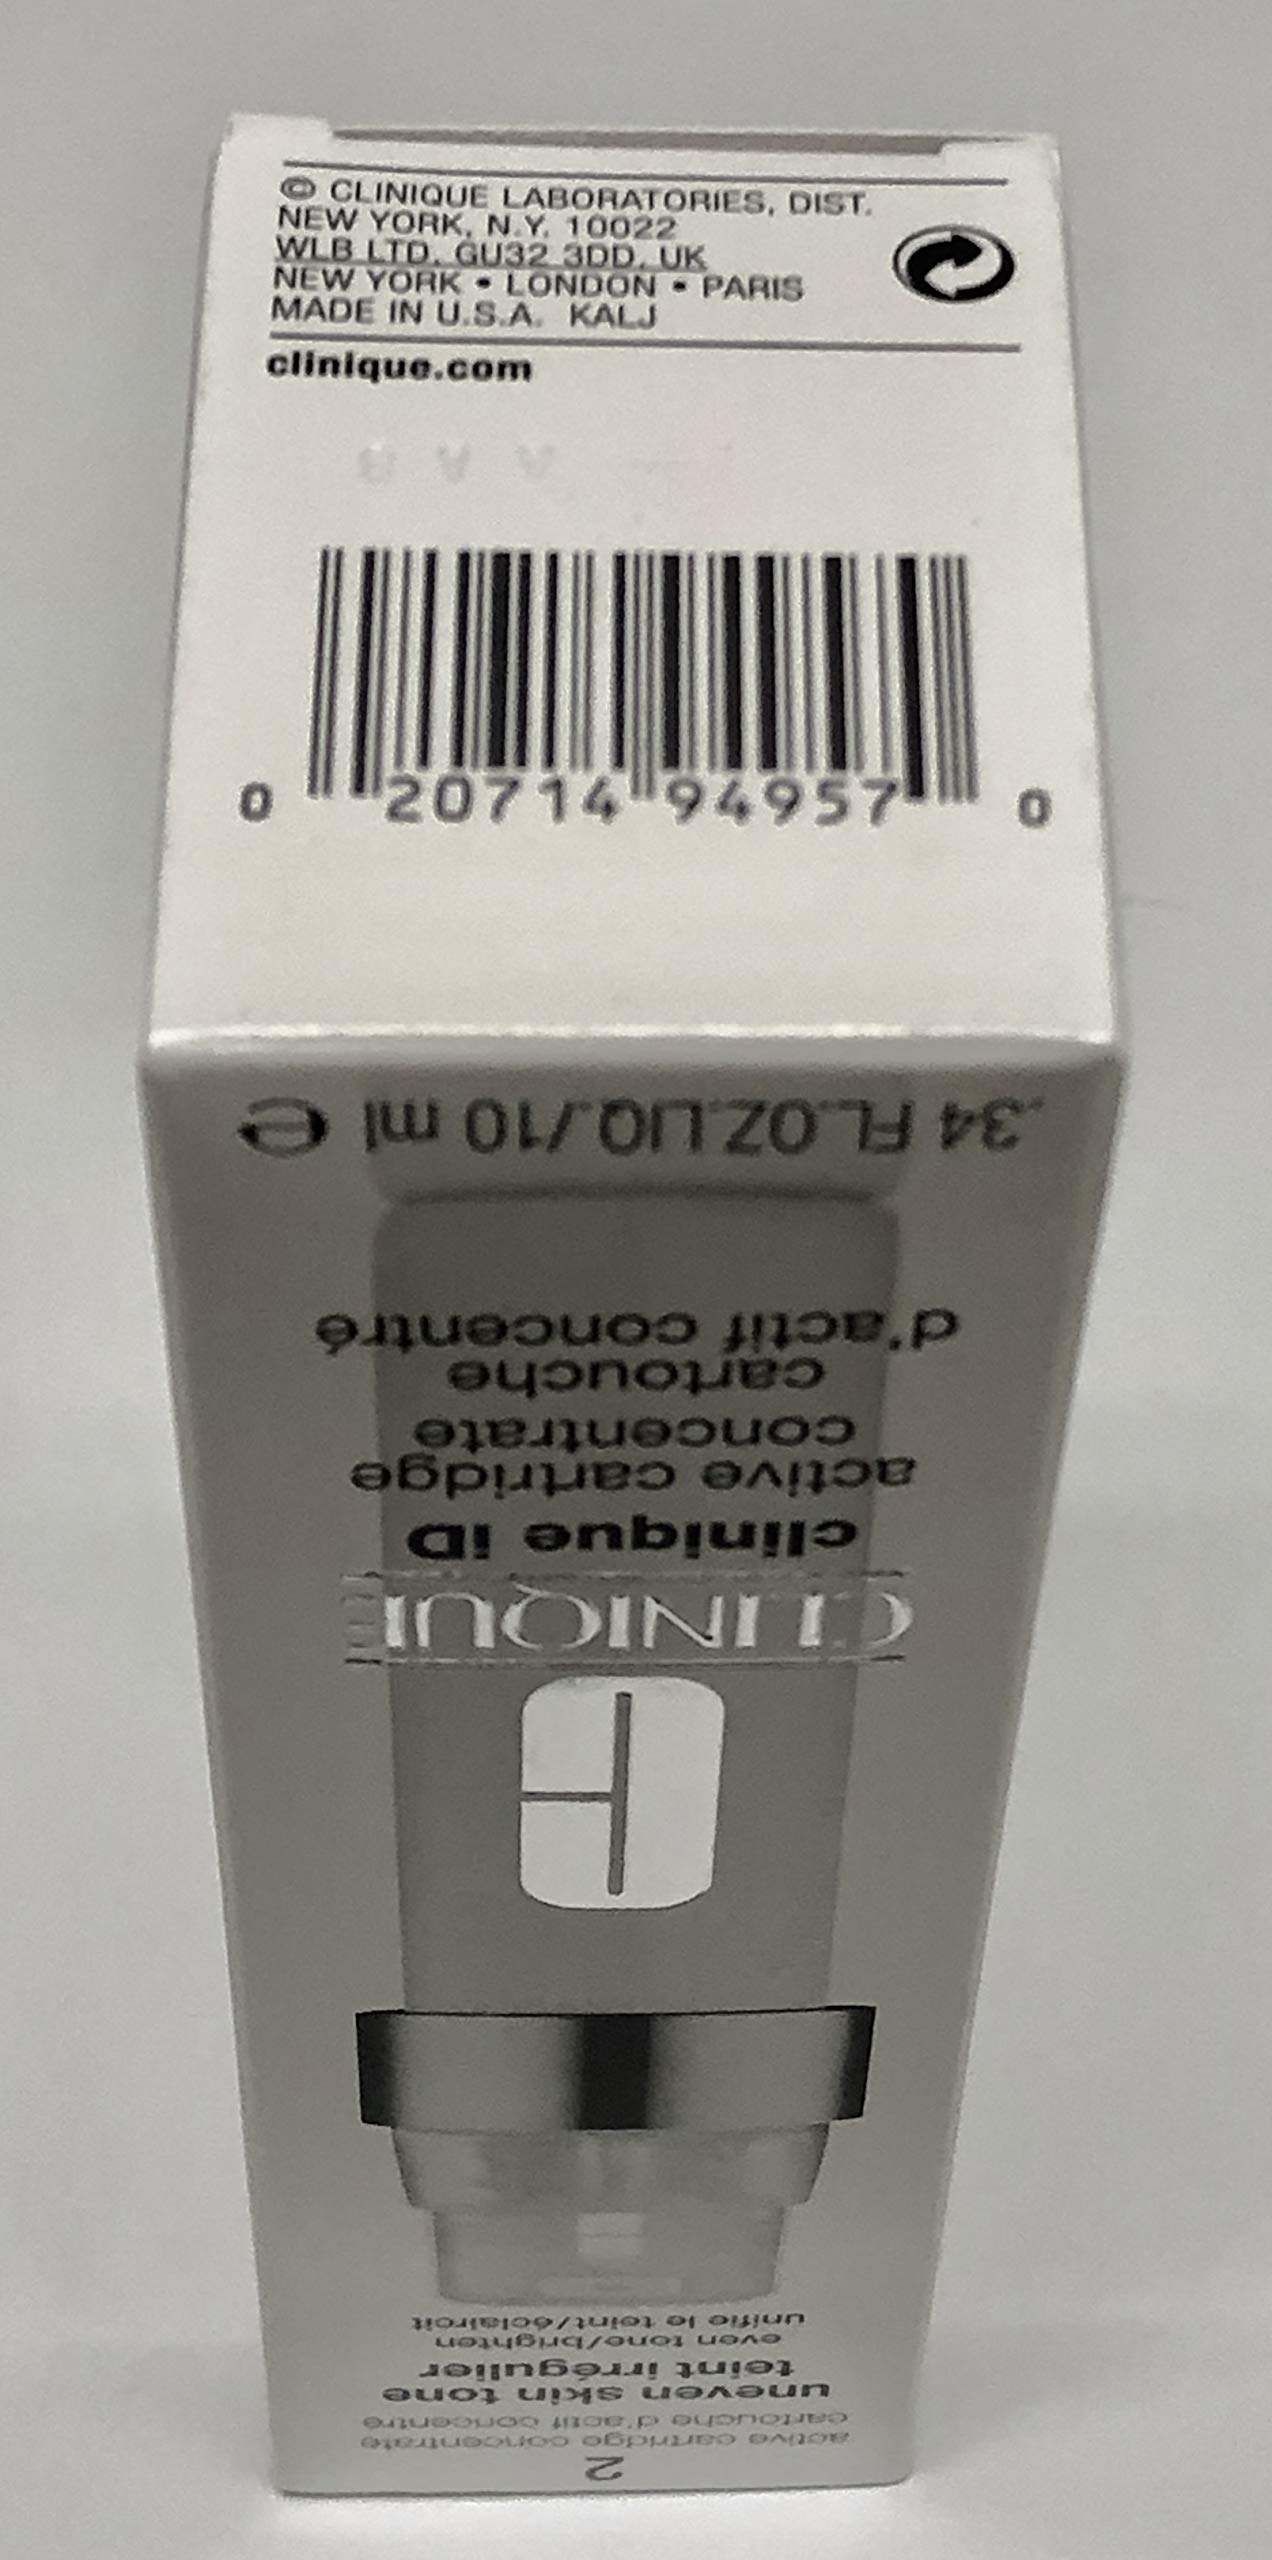 © CLINIQUE LABORATORIES, DIST.
NEW YORK, N.Y. 10022
WLB LTD. GU32 3DD, UK
NEW YORK • LONDON • PARIS
MADE IN U.S.A. KALJ
clinique.com
0 20714 94957 0
2
active cartridge concentrate
cartouche d'actif concentré
uneven skin tone
teint irrégulier
even tone/brighten
unifie le teint/éclaircit
CLINIQUE
clinique iD
active cartridge
concentrate
cartouche
d'actif concentré
.34 FL.OZ.LIQ./10 ml e